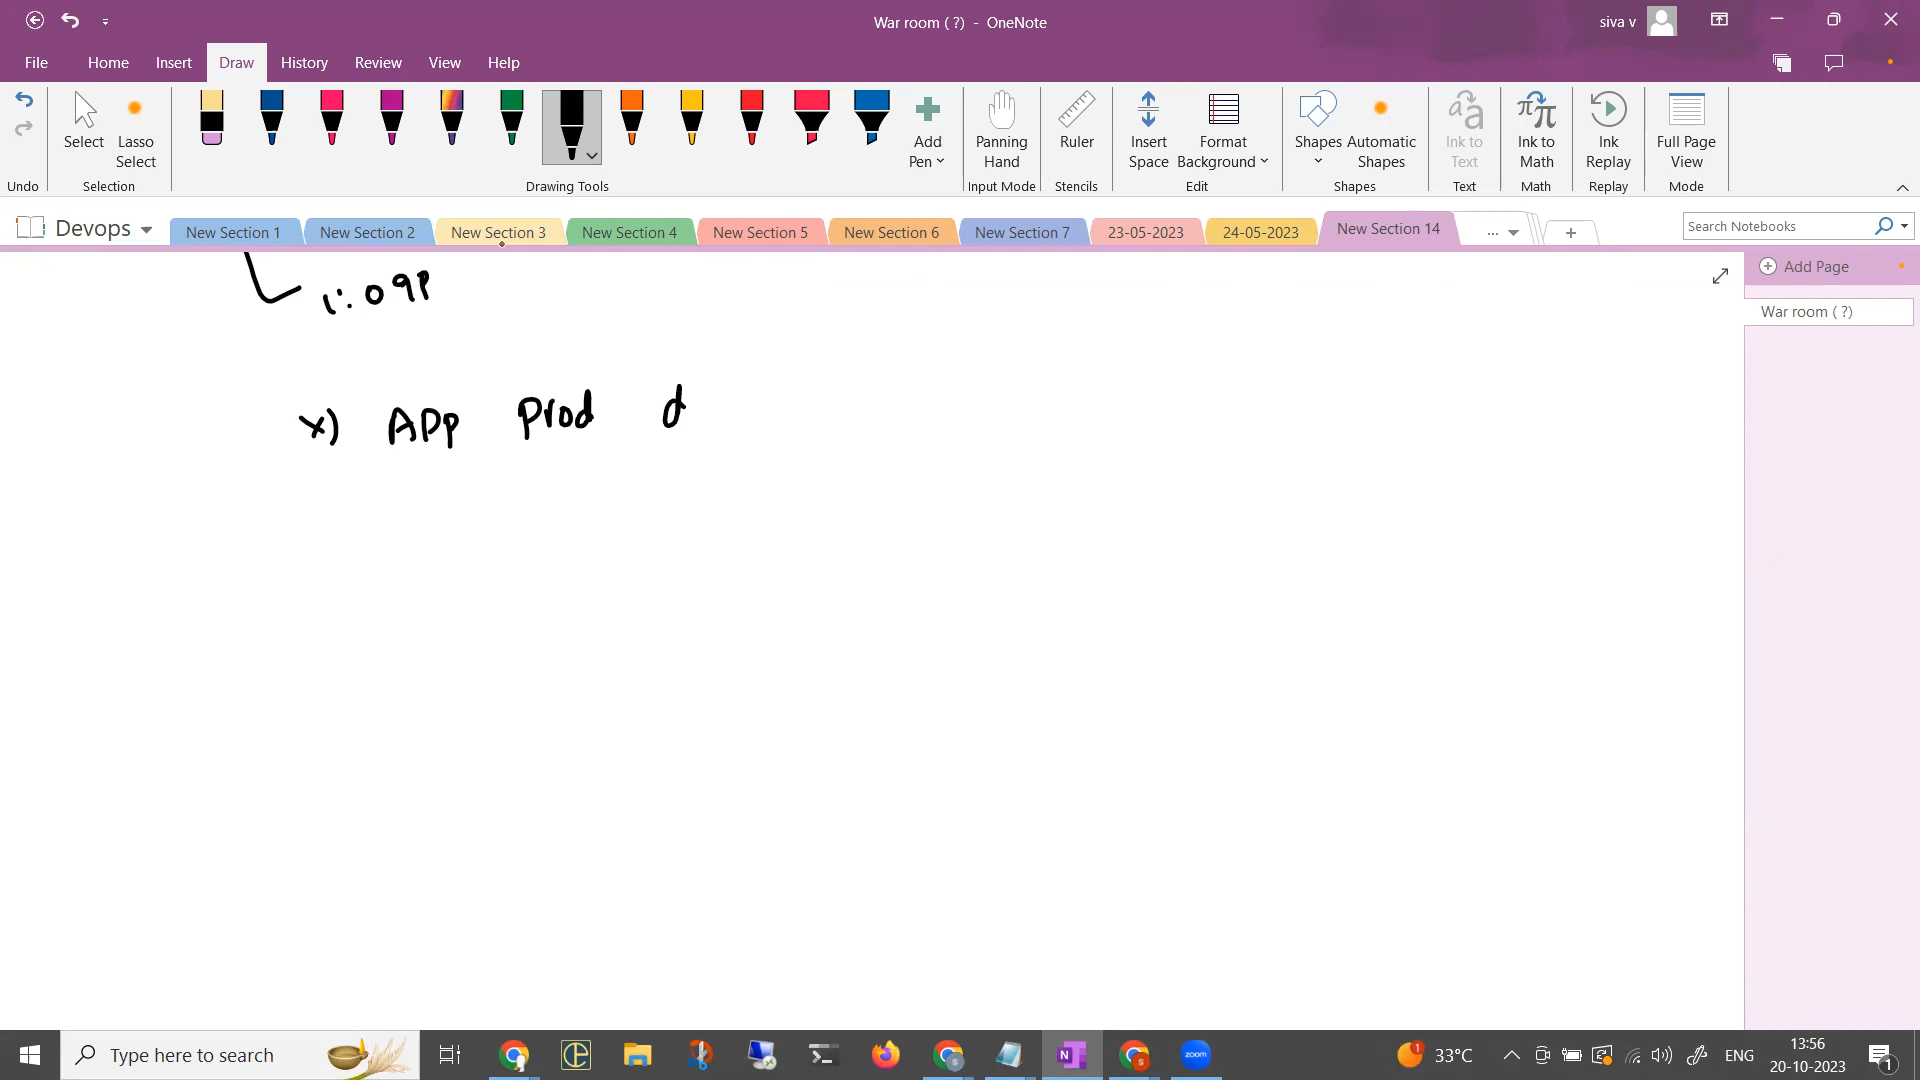 War room ( ?) - OneNote
siva v
File Home Insert Draw History Review View Help
Select
Lasso Select
Add Pen
Panning Hand
Ruler
Insert Space
Format Background
Shapes
Automatic Shapes
Ink to Text
Ink to Math
Ink Replay
Full Page View
Undo Selection Drawing Tools Input Mode Stencils Edit Shapes Text Math Replay Mode
Devops New Section 1 New Section 2 New Section 3 New Section 4 New Section 5 New Section 6 New Section 7 23-05-2023 24-05-2023 New Section 14 ... Search Notebooks
Add Page
War room ( ?)
x) App Prod d
Type here to search
zoom
1
33°C
ENG
13:56
20-10-2023
1